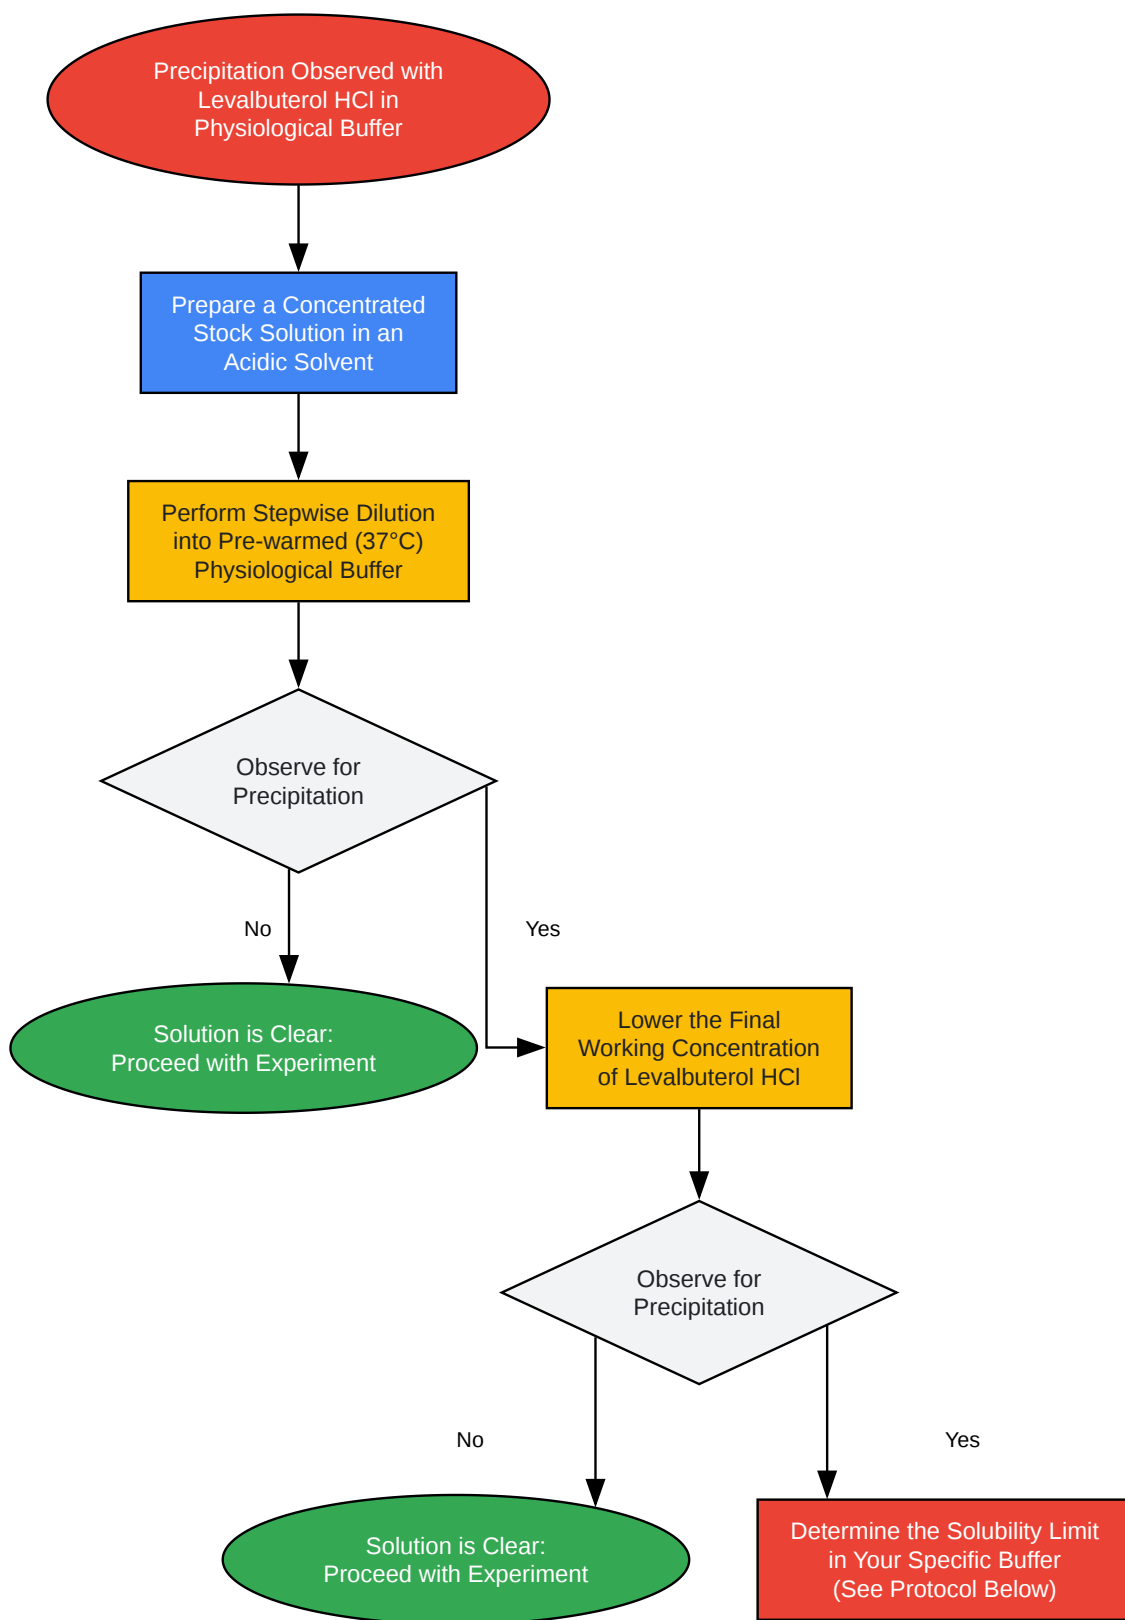 Precipitation Observed with
Levalbuterol HCl in
Physiological Buffer
Prepare a Concentrated
Stock Solution in an
Acidic Solvent
Perform Stepwise Dilution
into Pre-warmed (37°C)
Physiological Buffer
Observe for
Precipitation
No
Yes
Solution is Clear:
Proceed with Experiment
Lower the Final
Working Concentration
of Levalbuterol HCl
Observe for
Precipitation
No
Yes
Solution is Clear:
Proceed with Experiment
Determine the Solubility Limit
in Your Specific Buffer
(See Protocol Below)